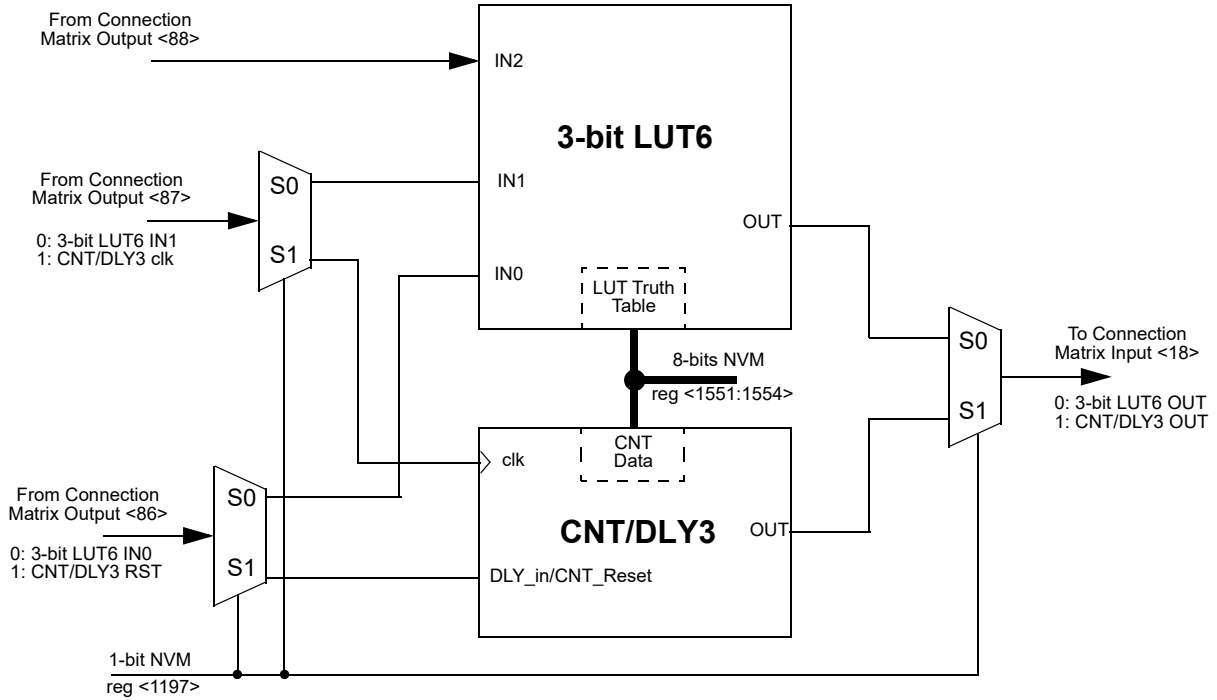 From Connection
Matrix Output <88>
IN2
3-bit LUT6
From Connection
Matrix Output <87>
S0
IN1
0: 3-bit LUT6 IN1
1: CNT/DLY3 clk
S1
IN0
OUT
LUT Truth
Table
8-bits NVM
reg <1551:1554>
S0
S1
To Connection
Matrix Input <18>
0: 3-bit LUT6 OUT
1: CNT/DLY3 OUT
CNT
Data
clk
From Connection
Matrix Output <86>
S0
0: 3-bit LUT6 IN0
1: CNT/DLY3 RST
S1
CNT/DLY3
OUT
DLY_in/CNT_Reset
1-bit NVM
reg <1197>